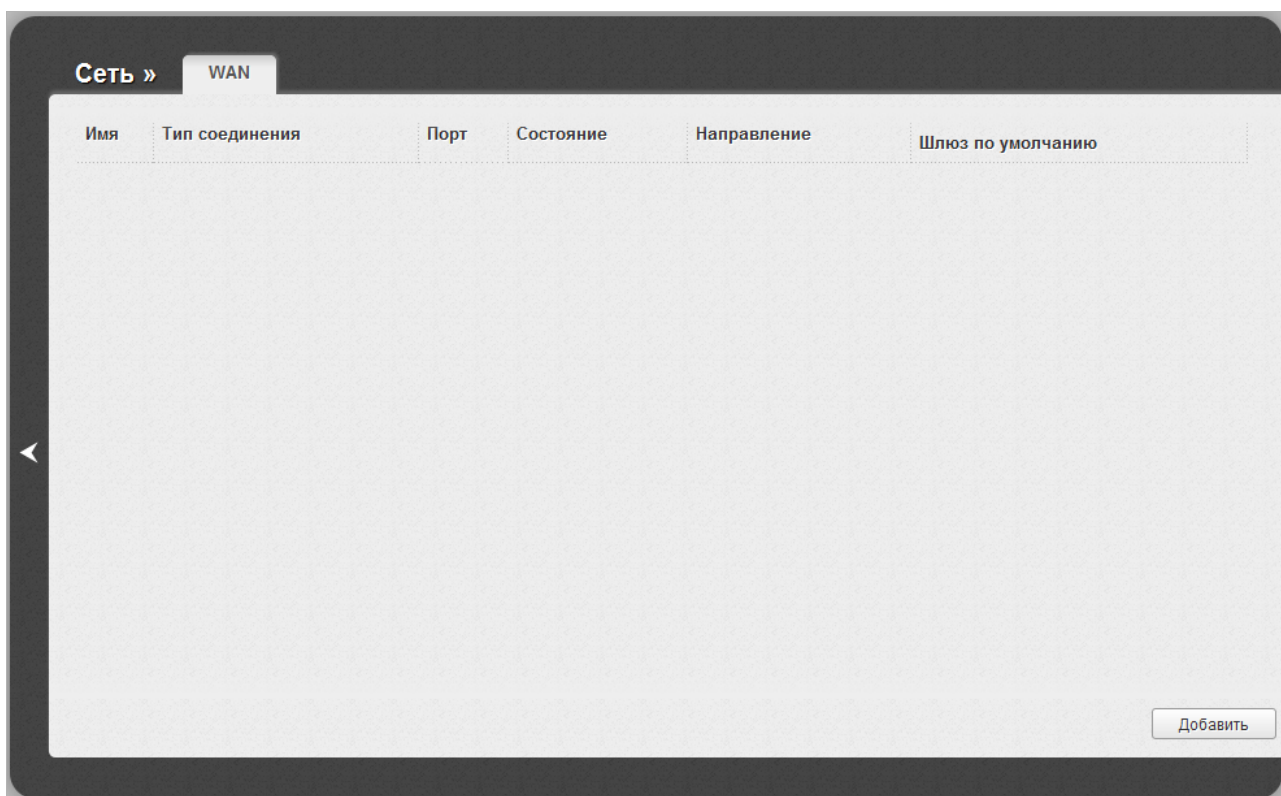 Сеть » WAN
Имя Тип соединения Порт Состояние Направление Шлюз по умолчанию
Добавить